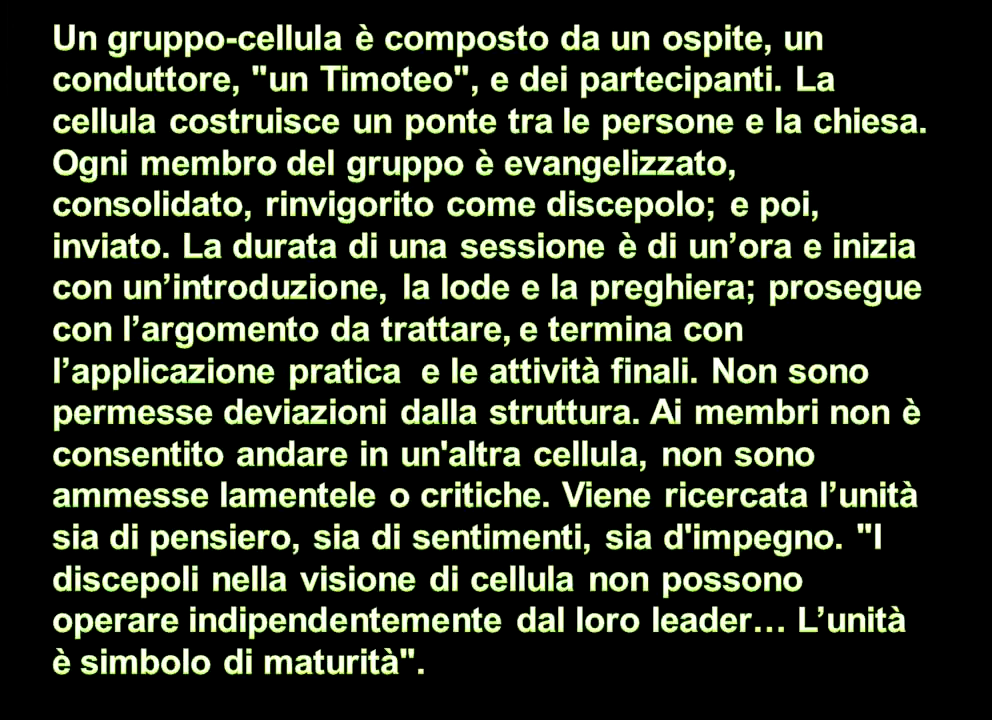 Un gruppo-cellula è composto da un ospite, un
conduttore, "un Timoteo", e dei partecipanti. La
cellula costruisce un ponte tra le persone e la chiesa.
Ogni membro del gruppo è evangelizzato,
consolidato, rinvigorito come discepolo; e poi,
inviato. La durata di una sessione è di un’ora e inizia
con un’introduzione, la lode e la preghiera; prosegue
con l’argomento da trattare, e termina con
l’applicazione pratica  e le attività finali. Non sono
permesse deviazioni dalla struttura. Ai membri non è
consentito andare in un'altra cellula, non sono
ammesse lamentele o critiche. Viene ricercata l’unità
sia di pensiero, sia di sentimenti, sia d'impegno. "I
discepoli nella visione di cellula non possono
operare indipendentemente dal loro leader… L’unità
è simbolo di maturità".